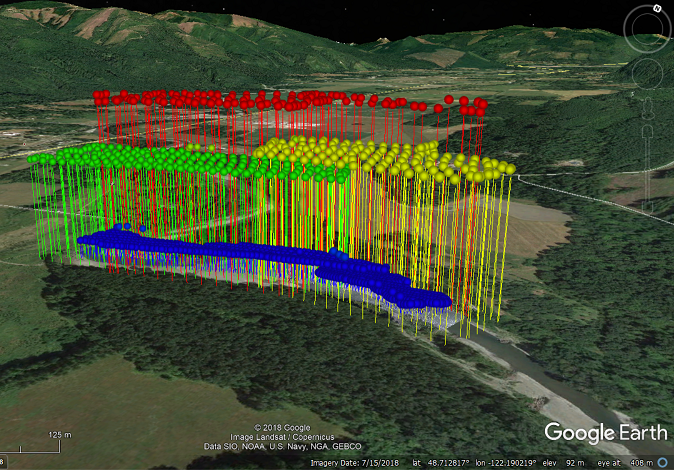 N
125 m
© 2018 Google
Image Landsat / Copernicus
Data SIO, NOAA, U.S. Navy, NGA, GEBCO
Google Earth
8
Imagery Date: 7/15/2018 lat 48.712817° lon -122.190219° elev 92 m eye alt 408 m